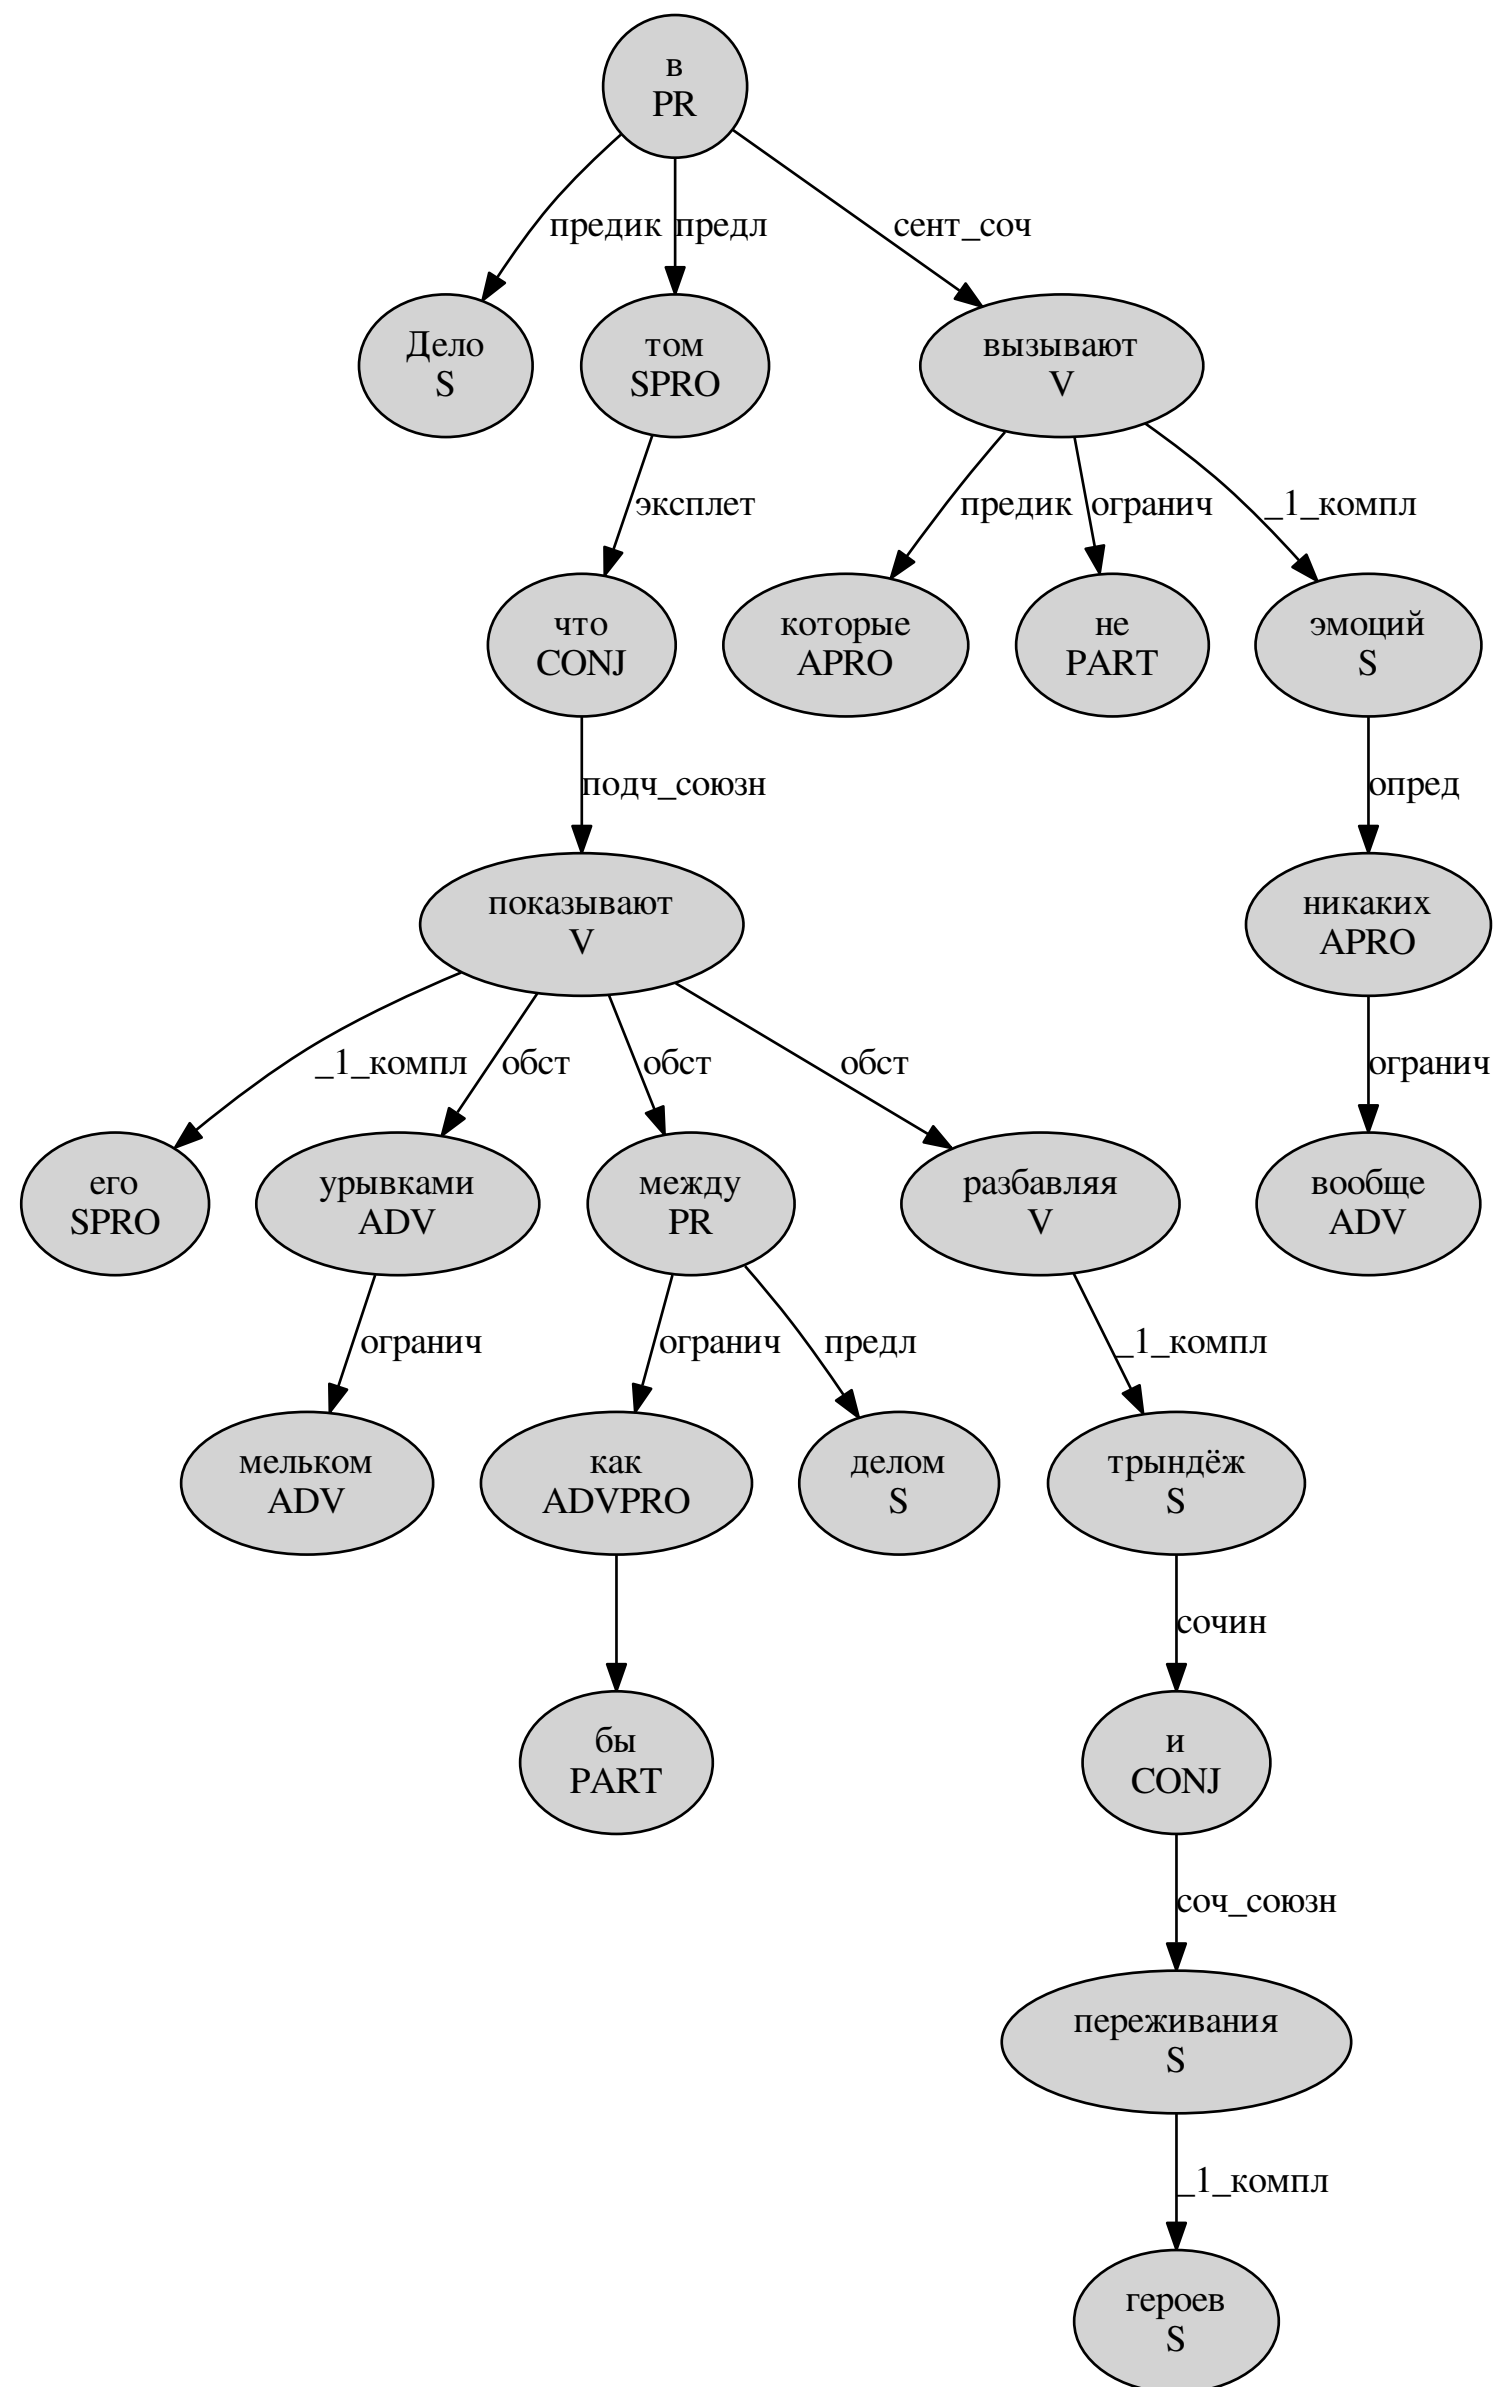 в
PR
предик
предл
сент_соч
Дело
S
том
SPRO
вызывают
V
эксплет
предик
огранич
_1_компл
что
CONJ
которые
APRO
не
PART
эмоций
S
подч_союзн
опред
показывают
V
никаких
APRO
_1_компл
обст
обст
обст
огранич
его
SPRO
урывками
ADV
между
PR
разбавляя
V
вообще
ADV
огранич
огранич
предл
_1_компл
мельком
ADV
как
ADVPRO
делом
S
трындёж
S
сочин
бы
PART
и
CONJ
соч_союзн
переживания
S
_1_компл
героев
S